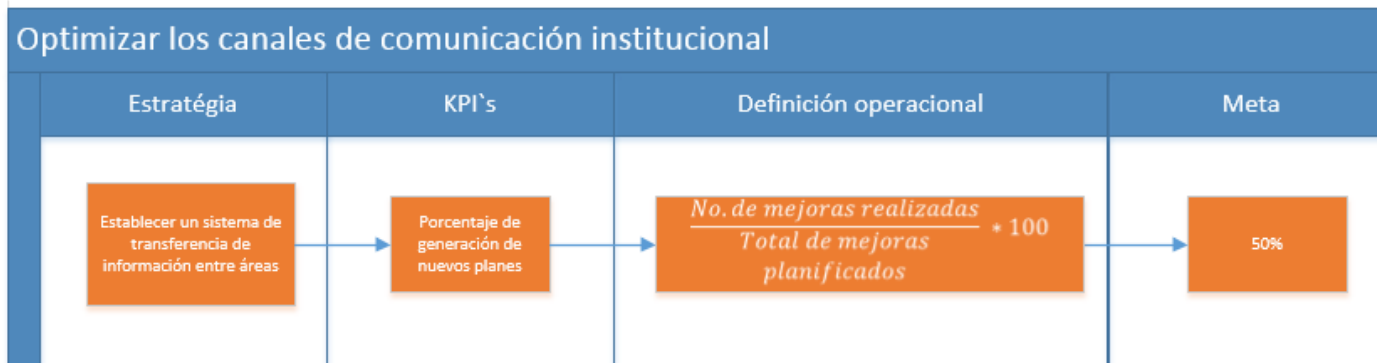 Optimizar los canales de comunicación institucional
Estratégia
KPI`s
Definición operacional
Meta
Establecer un sistema de
transferencia de
información entre áreas
Porcentaje de
generación de
nuevos planes
No. de mejoras realizadas
Total de mejoras
planificados
* 100
50%